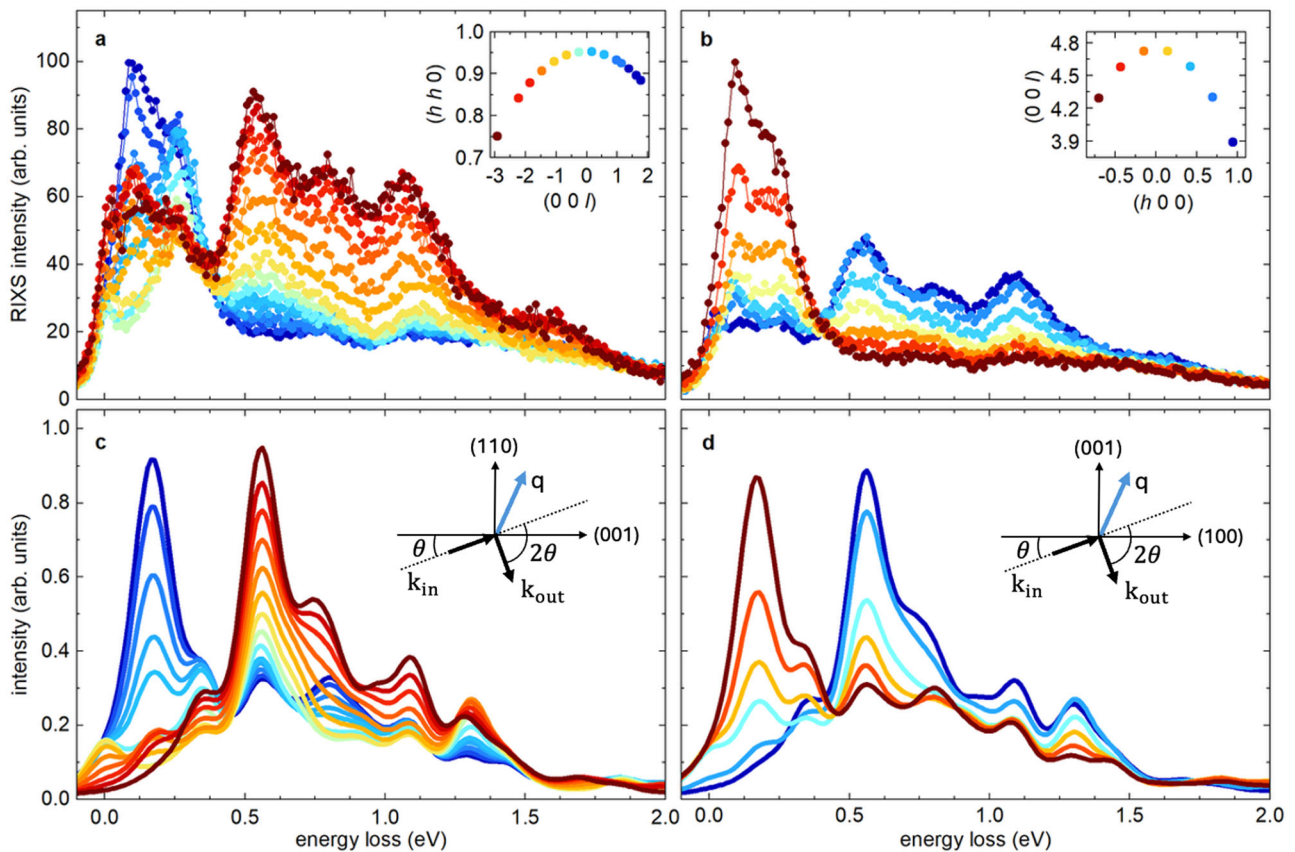 a
RIXS intensity (arb. units)
100
80
60
40
20
0
(h h 0)
1.0
0.9
0.8
0.7
-3 -2 -1 0 1 2
(0 0 l)
b
(0 0 l)
4.8
4.5
4.2
3.9
-0.5 0.0 0.5 1.0
(h 0 0)
c
intensity (arb. units)
1.0
0.8
0.6
0.4
0.2
0.0
(110)
q
(001)
θ
2θ
k_in
k_out
0.0 0.5 1.0 1.5 2.0
energy loss (eV)
d
(001)
q
(100)
θ
2θ
k_in
k_out
0.0 0.5 1.0 1.5 2.0
energy loss (eV)